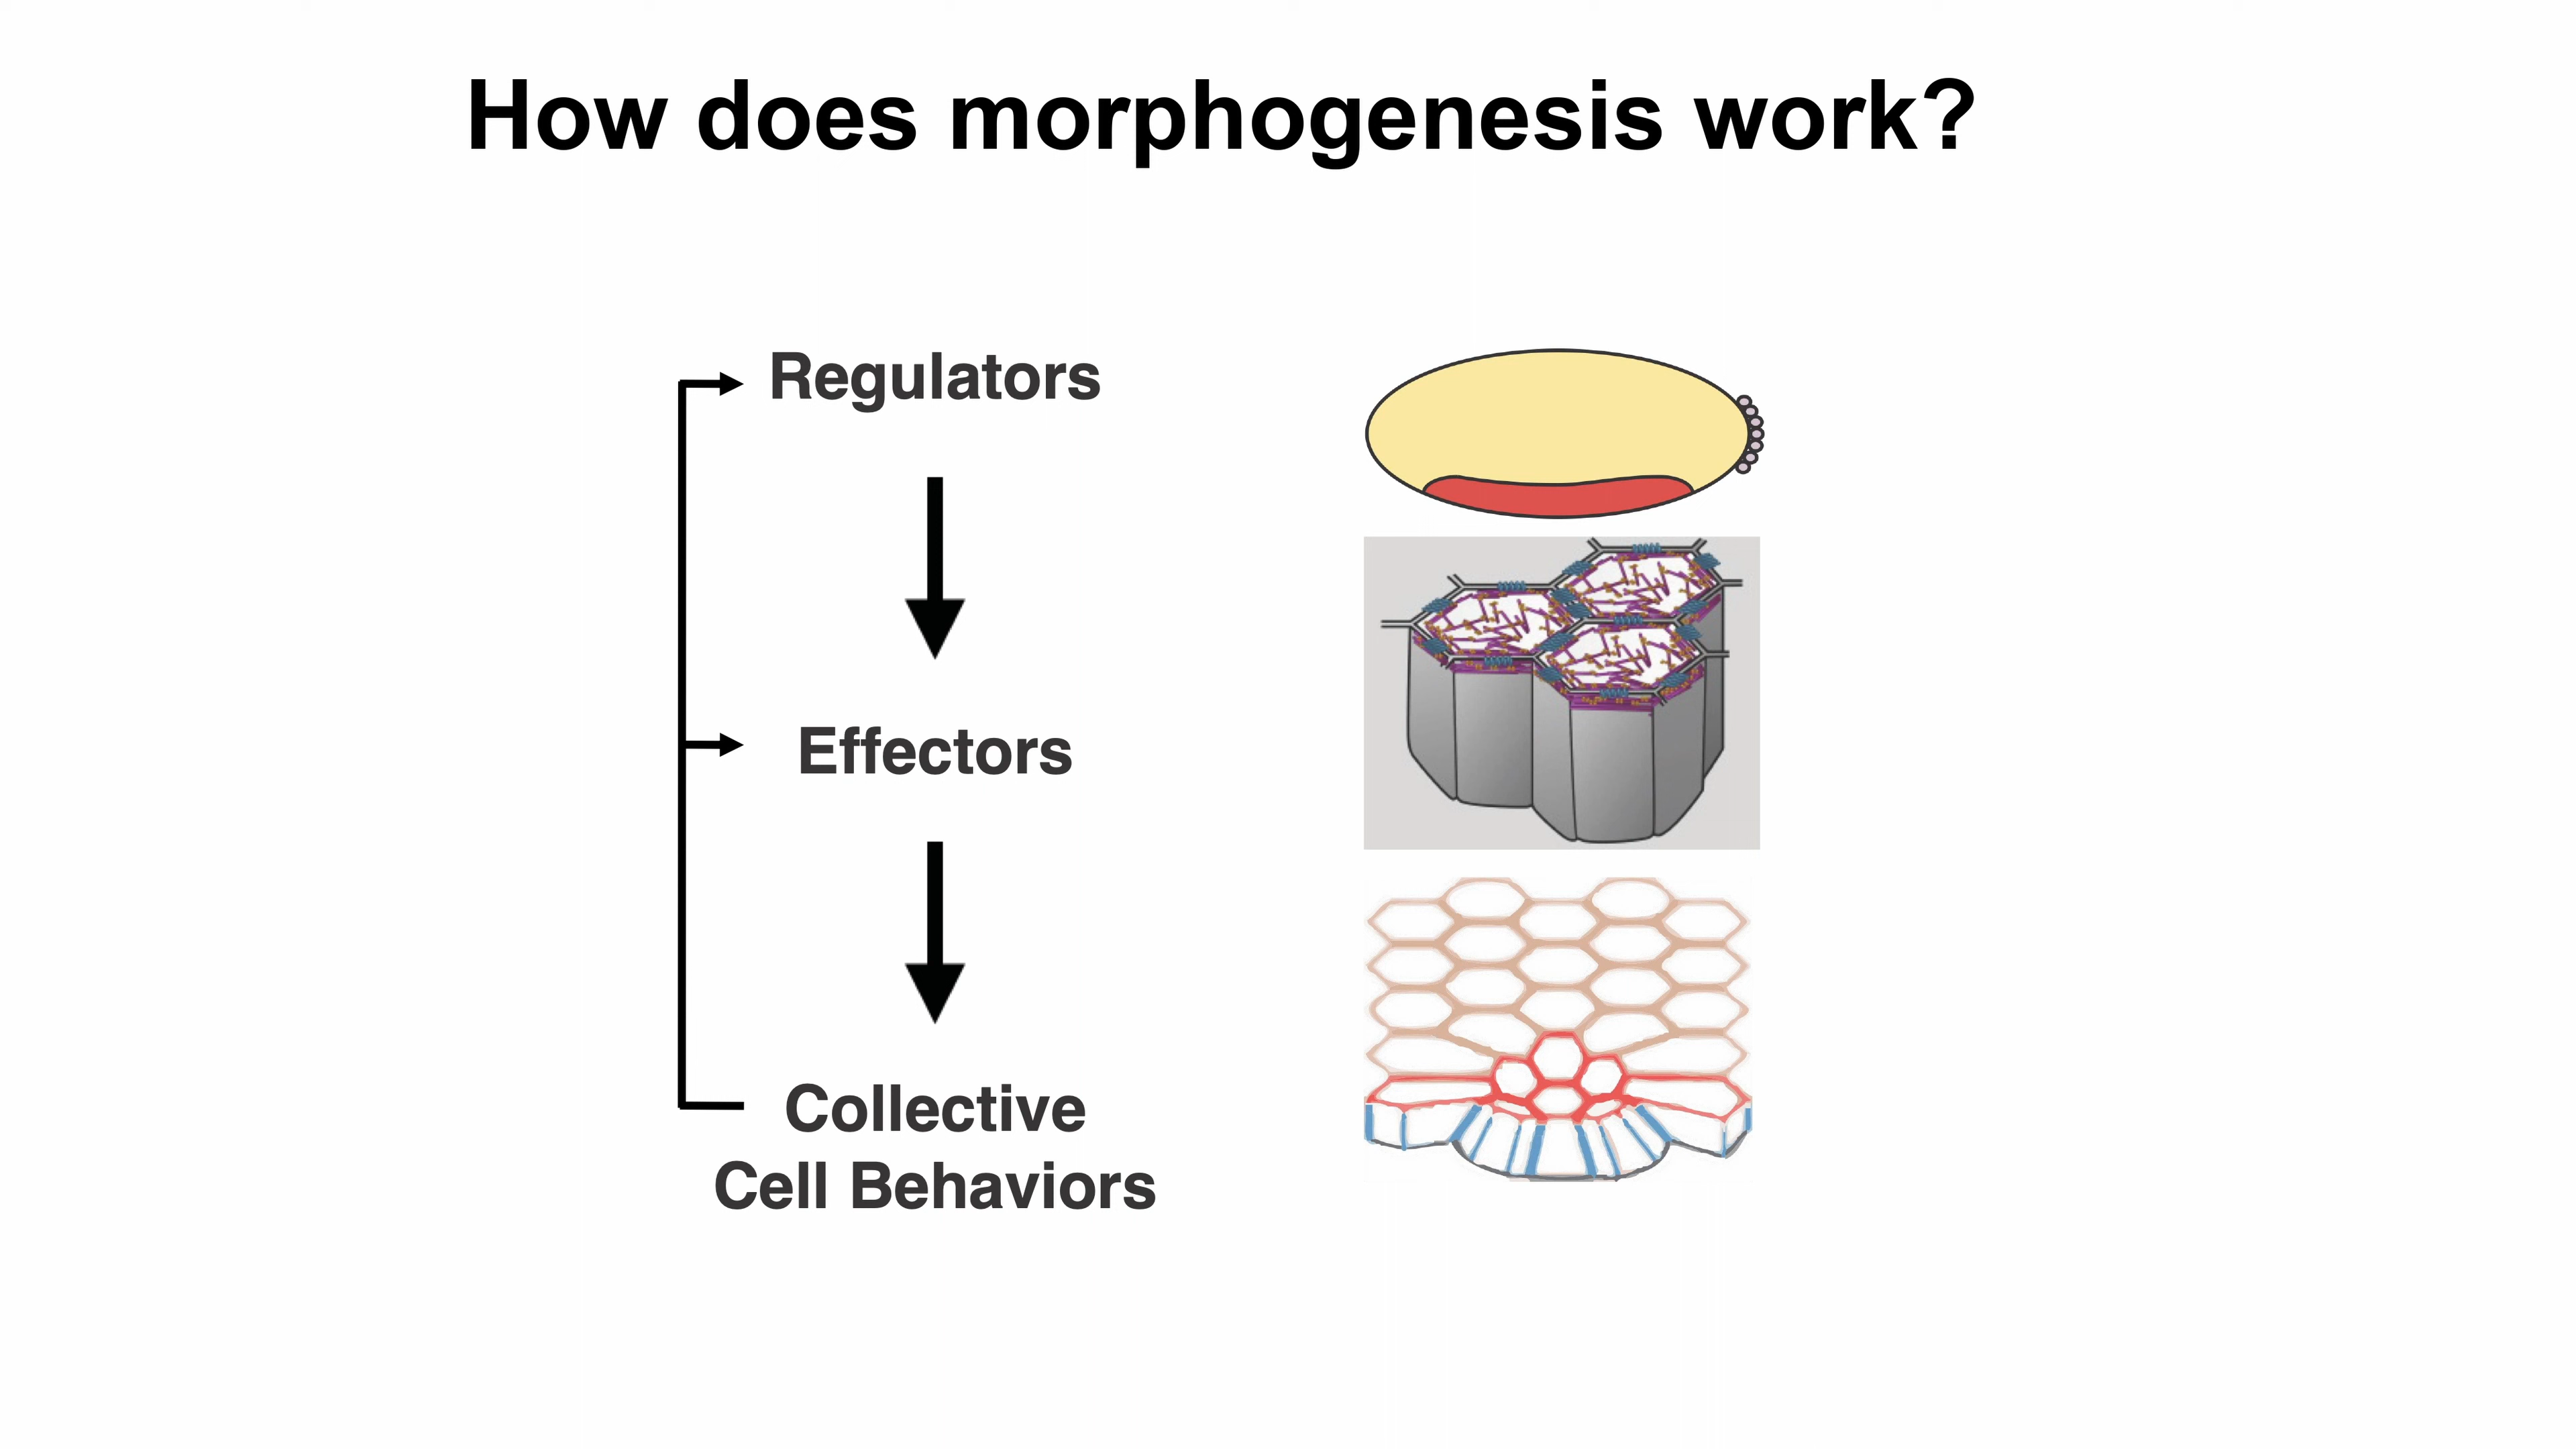 How does morphogenesis work?
Regulators
Effectors
Collective
Cell Behaviors